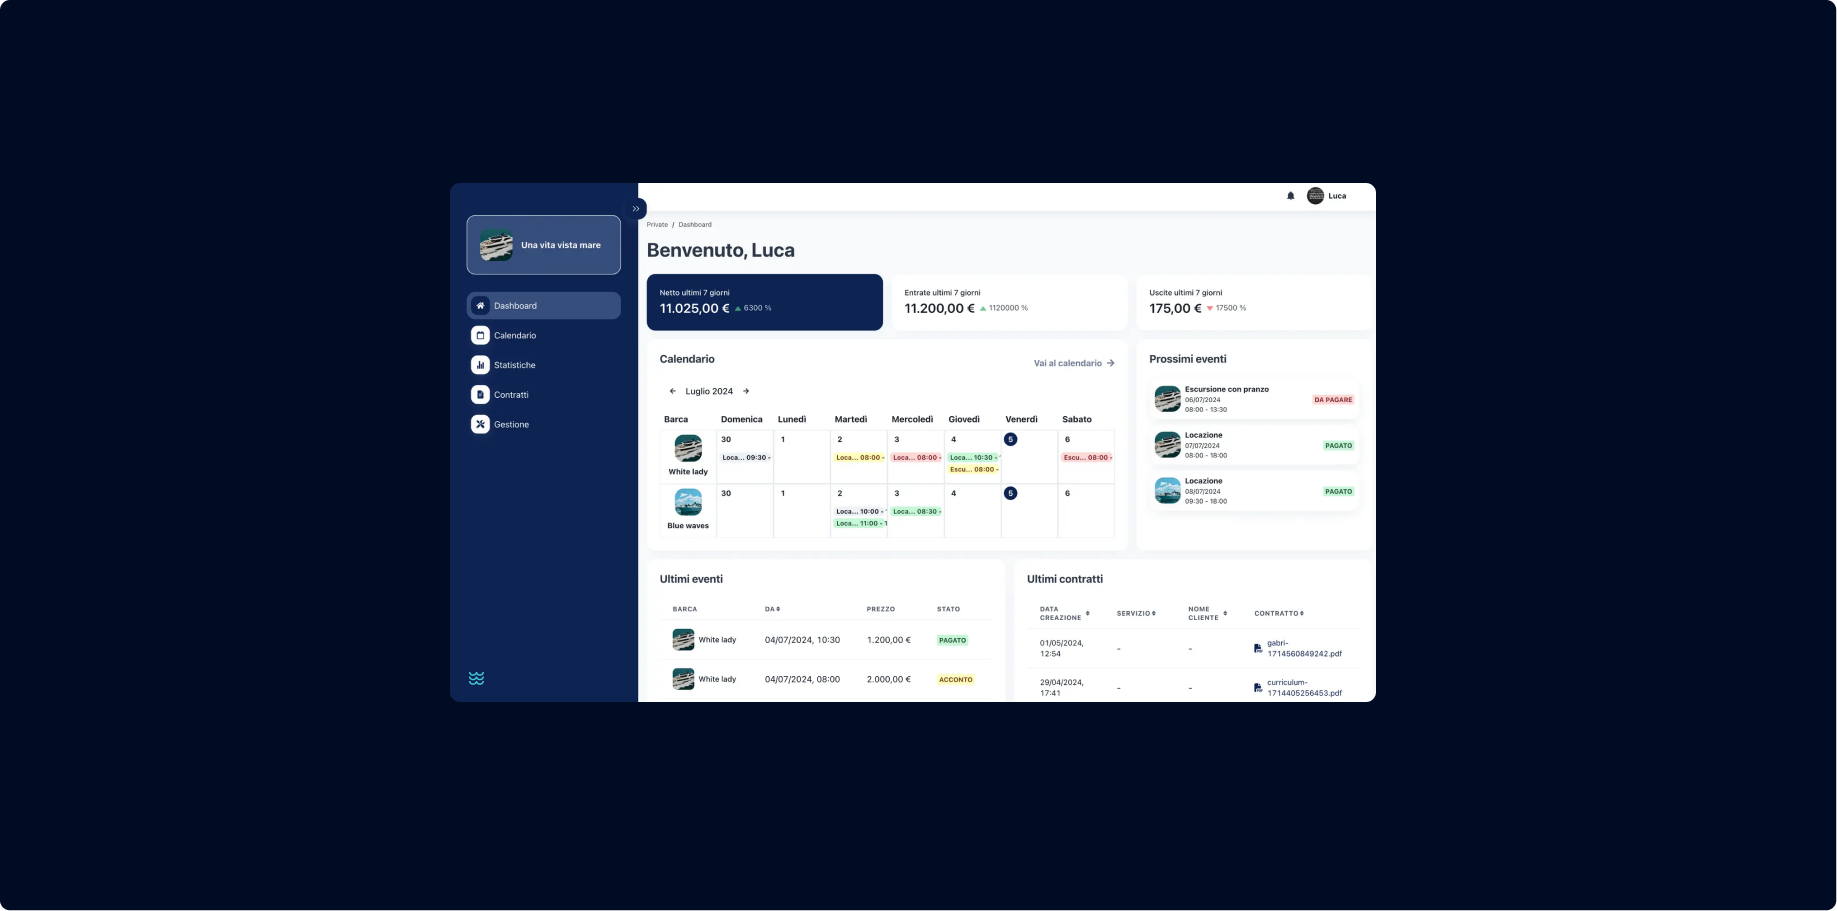 Luca
Una vita vista mare
Dashboard
Calendario
Statistiche
Contratti
Gestione
Private / Dashboard
Benvenuto, Luca
Netto ultimi 7 giorni
11.025,00 € 6300 %
Entrate ultimi 7 giorni
11.200,00 € 1120000 %
Uscite ultimi 7 giorni
175,00 € 17500 %
Calendario
Vai al calendario
Luglio 2024
Barca Domenica Lunedì Martedì Mercoledì Giovedì Venerdì Sabato
30 1 2 3 4 5 6
Loca... 09:30 - Loca... 08:00 - Loca... 08:00 - Loca... 10:30 - Escu... 08:00 -
Escu... 08:00 -
White lady
30 1 2 3 4 5 6
Loca... 10:00 - Loca... 08:30 -
Loca... 11:00 - 1
Blue waves
Prossimi eventi
Escursione con pranzo
06/07/2024
08:00 - 13:30
DA PAGARE
Locazione
07/07/2024
08:00 - 18:00
PAGATO
Locazione
08/07/2024
09:30 - 18:00
PAGATO
Ultimi eventi
BARCA DA PREZZO STATO
White lady 04/07/2024, 10:30 1.200,00 € PAGATO
White lady 04/07/2024, 08:00 2.000,00 € ACCONTO
Ultimi contratti
DATA
CREAZIONE
SERVIZIO
NOME
CLIENTE
CONTRATTO
01/05/2024,
12:54
-
-
gabri-
1714560849242.pdf
29/04/2024,
17:41
-
-
curriculum-
1714405256453.pdf